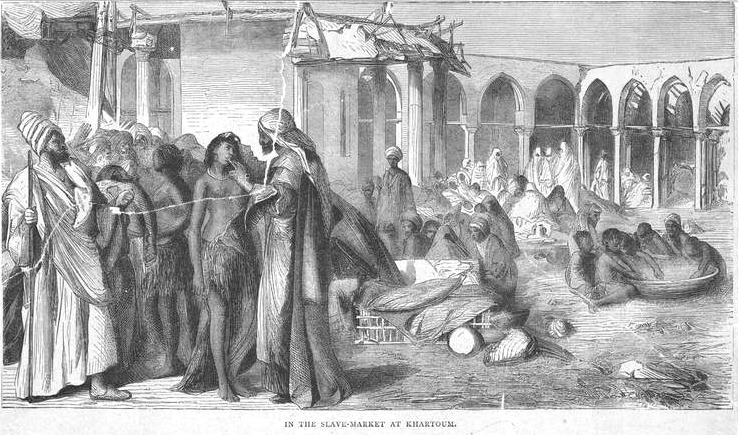 IN THE SLAVE-MARKET AT KHARTOUM.